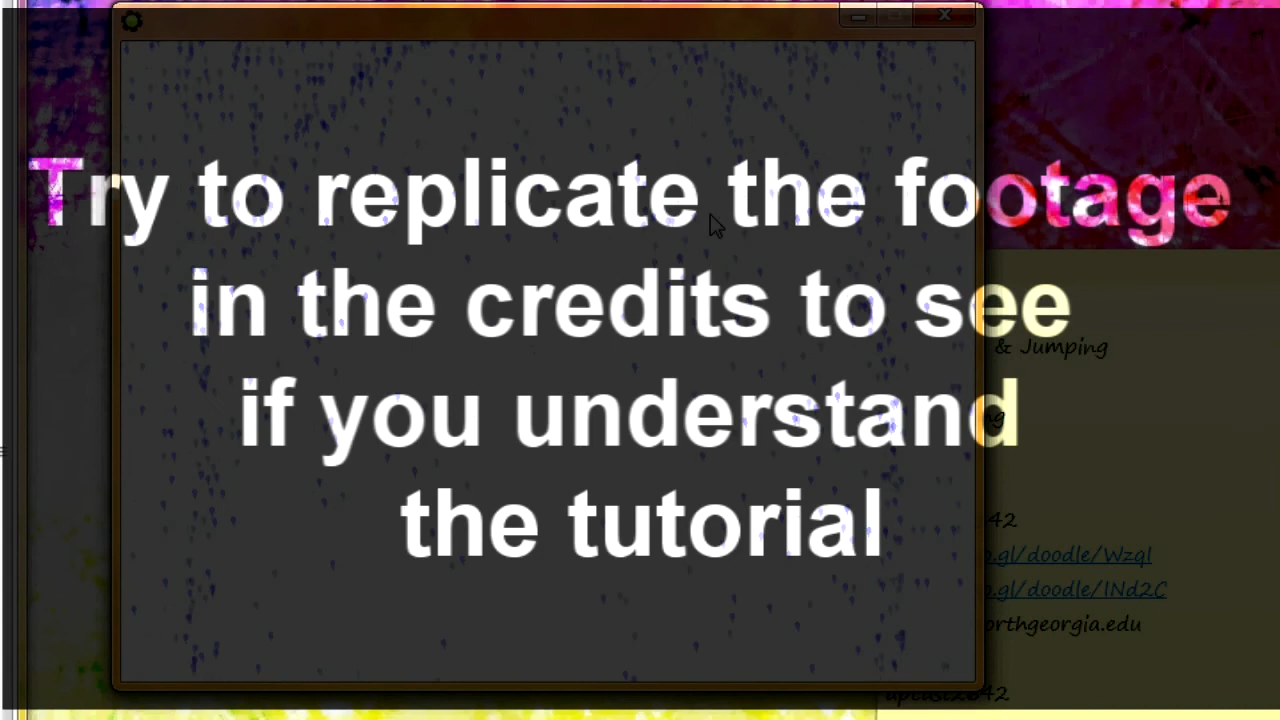 Try to replicate the footage
in the credits to see
& Jumping
if you understand
the tutorial
42
o.gl/doodle/Wzql
o.gl/doodle/INd2C
orthgeorgia.edu